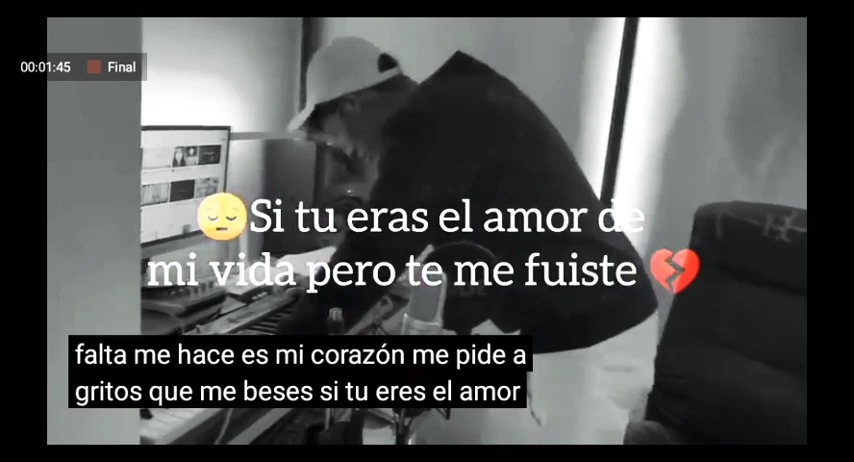 00:01:45 Final
😔Si tu eras el amor de
mi vida pero te me fuiste 💔
falta me hace es mi corazón me pide a
gritos que me beses si tu eres el amor